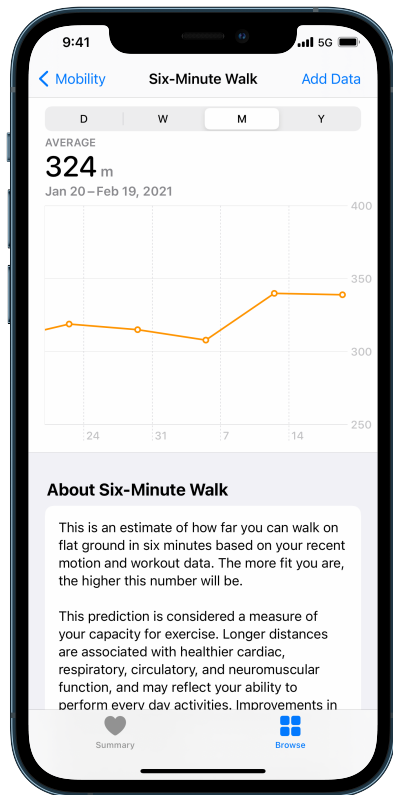 9:41 5G
Mobility Six-Minute Walk Add Data
D W M Y
AVERAGE
324 m
Jan 20 – Feb 19, 2021
400
350
300
250
24 31 7 14
About Six-Minute Walk
This is an estimate of how far you can walk on
flat ground in six minutes based on your recent
motion and workout data. The more fit you are,
the higher this number will be.
This prediction is considered a measure of
your capacity for exercise. Longer distances
are associated with healthier cardiac,
respiratory, circulatory, and neuromuscular
function, and may reflect your ability to
perform every day activities. Improvements in
Summary Browse